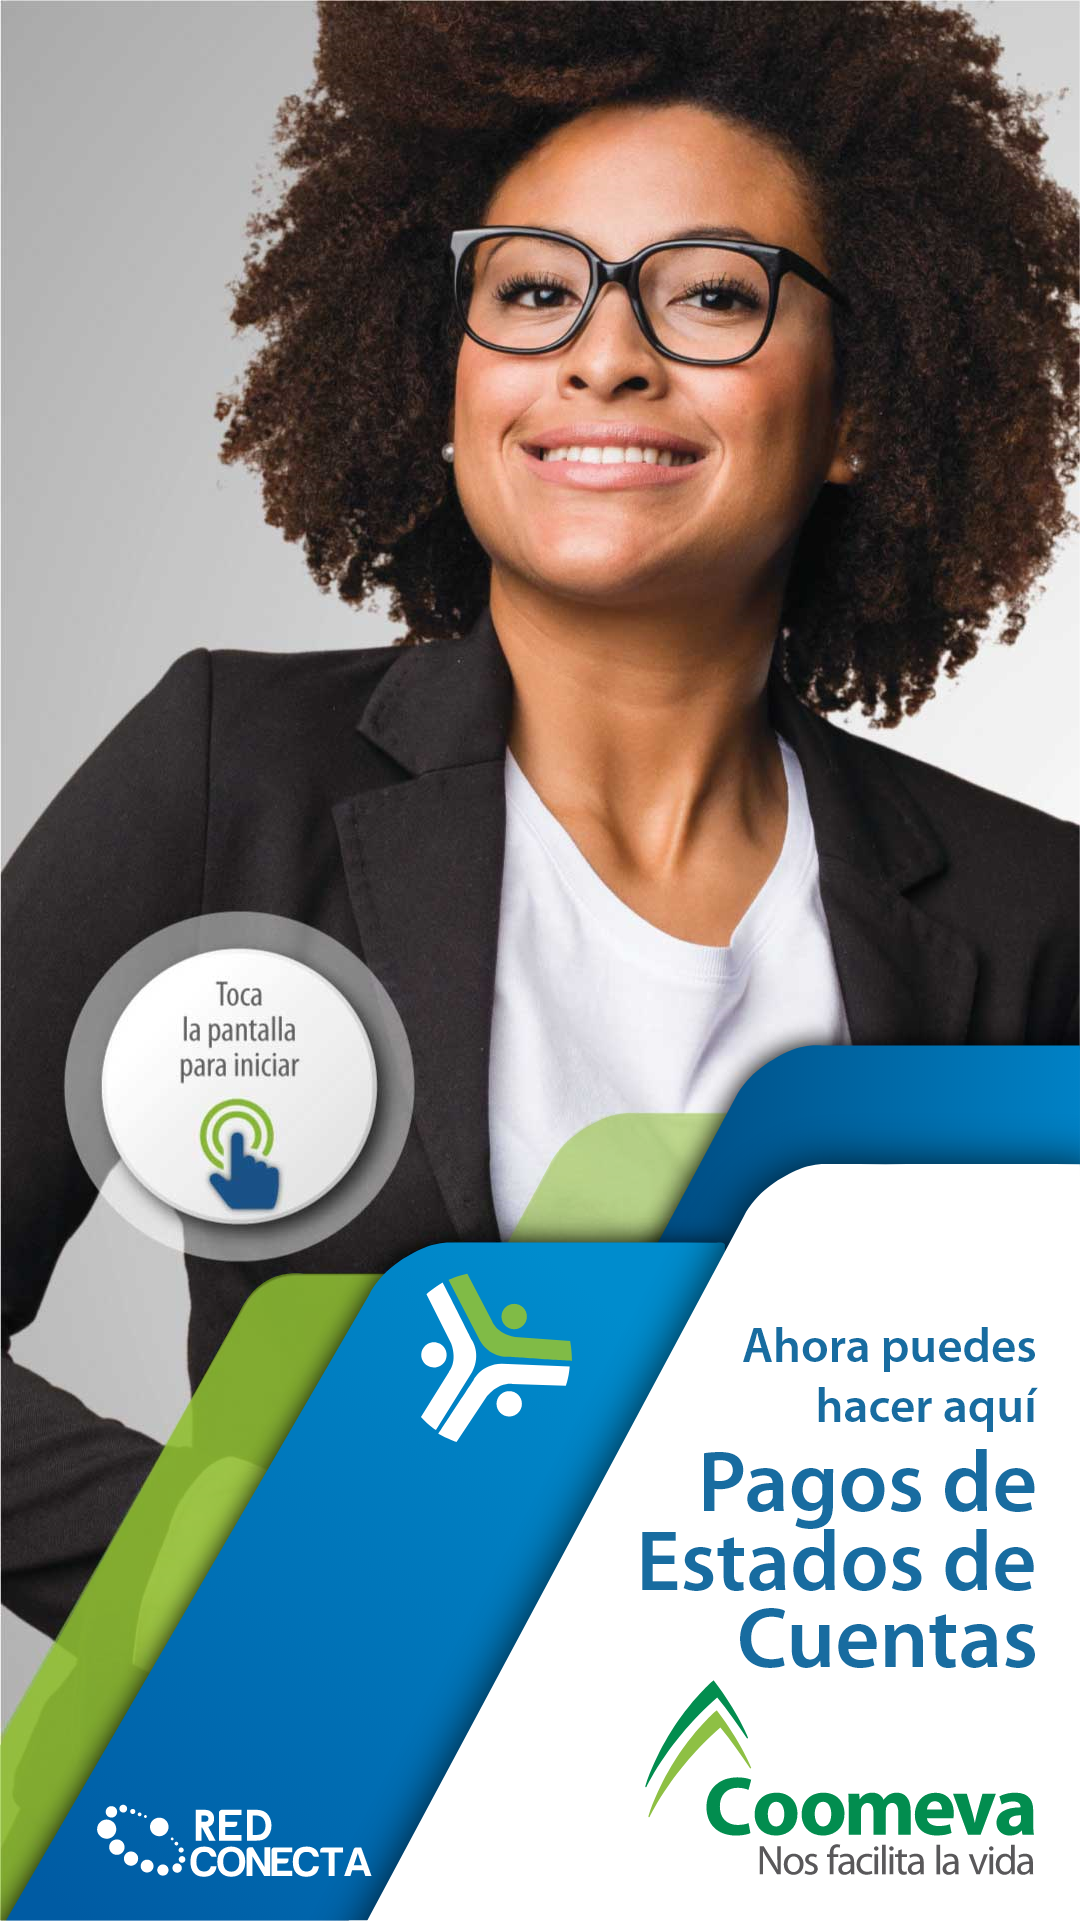 Toca
la pantalla
para iniciar
Ahora puedes
hacer aquí
Pagos de
Estados de
Cuentas
Coomeva
Nos facilita la vida
RED
CONECTA